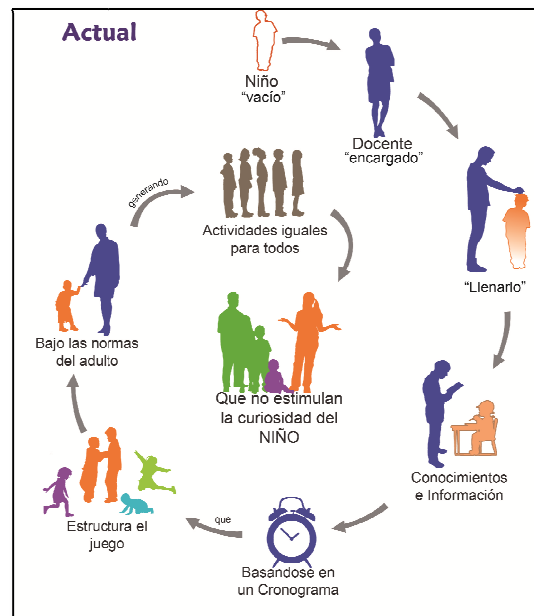 Actual
Niño
"vacío"
Docente
"encargado"
"Llenarlo"
Conocimientos
e Información
Basándose en
un Cronograma
que
Estructura el
juego
Bajo las normas
del adulto
generando
Actividades iguales
para todos
Que no estimulan
la curiosidad del
NIÑO